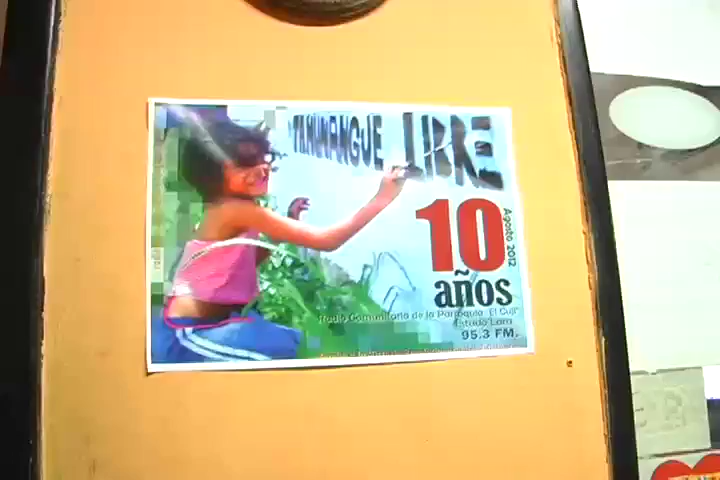 TAMUNANGUE LIBRE
10
años
Agosto 2012
Radio Comunitaria de la Parroquia "El Cují"
Estado Lara
95.3 FM.